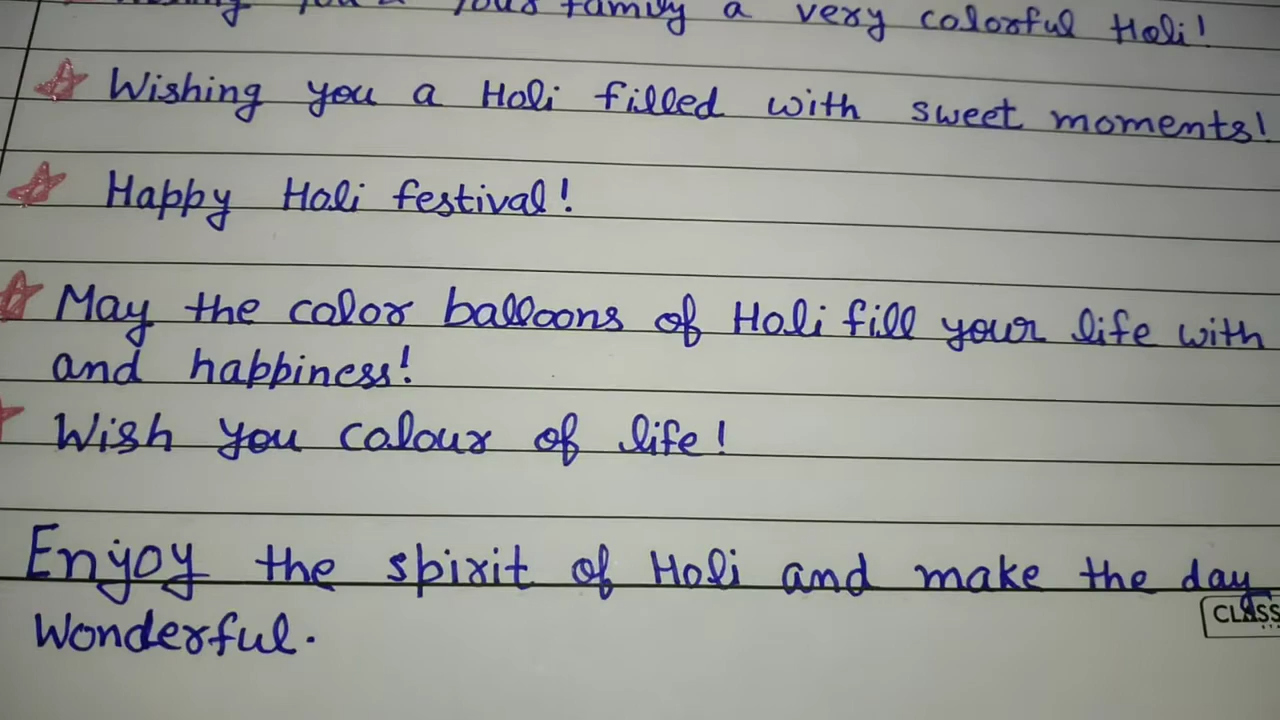 Wishing you & your family a very colorful Holi!
Wishing you a Holi filled with sweet moments!
Happy Holi festival!
May the color balloons of Holi fill your life with
and happiness!
Wish you colour of life!
Enjoy the spirit of Holi and make the day
wonderful.
CLASS